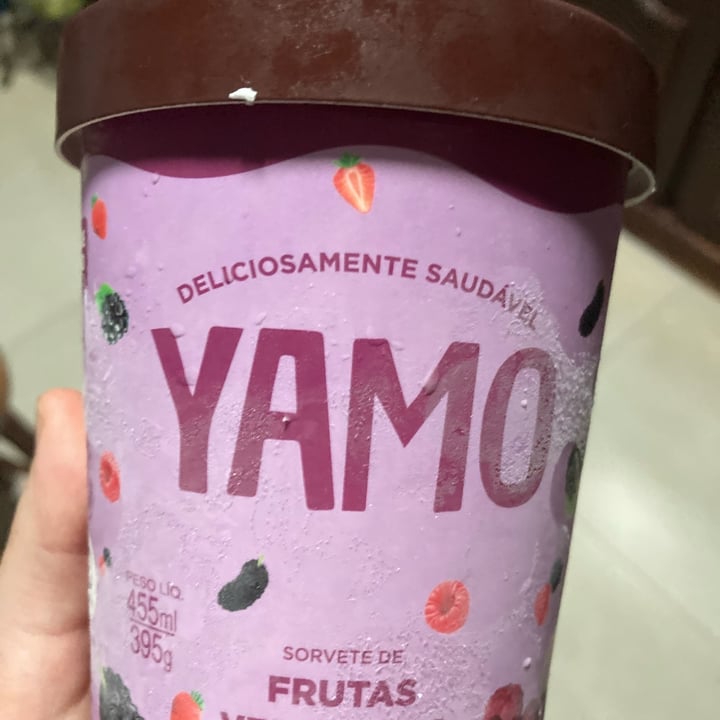 DELICIOSAMENTE SAUDÁVEL
YAMO
PESO LÍQ.
455ml
395g
SORVETE DE
FRUTAS